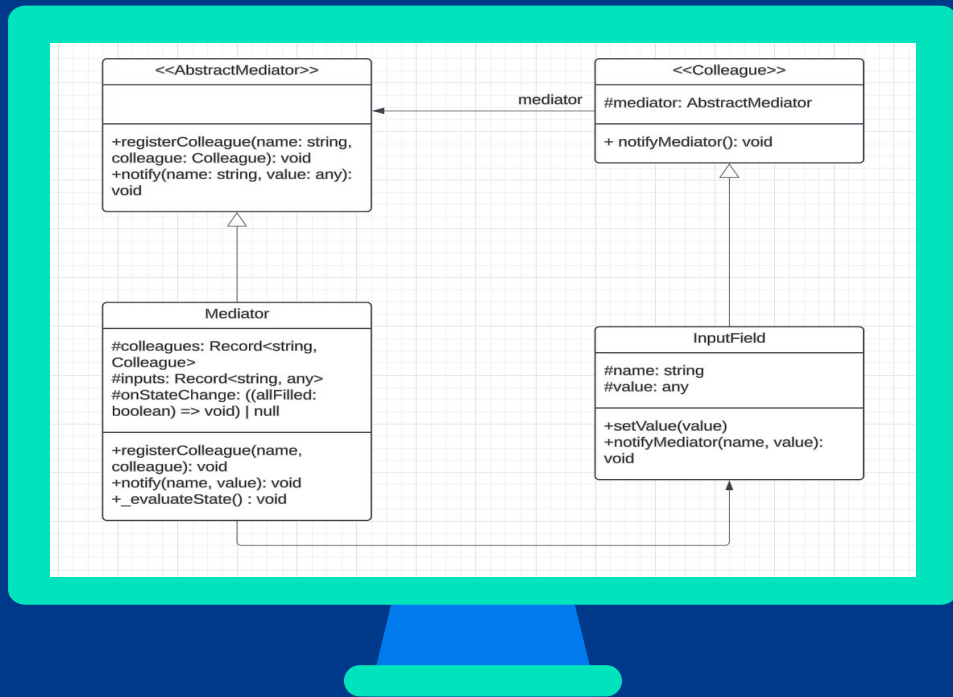 <<AbstractMediator>>
+registerColleague(name: string,
colleague: Colleague): void
+notify(name: string, value: any):
void
mediator
<<Colleague>>
#mediator: AbstractMediator
+ notifyMediator(): void
Mediator
#colleagues: Record<string,
Colleague>
#inputs: Record<string, any>
#onStateChange: ((allFilled:
boolean) => void) | null
+registerColleague(name,
colleague): void
+notify(name, value): void
+_evaluateState() : void
InputField
#name: string
#value: any
+setValue(value)
+notifyMediator(name, value):
void